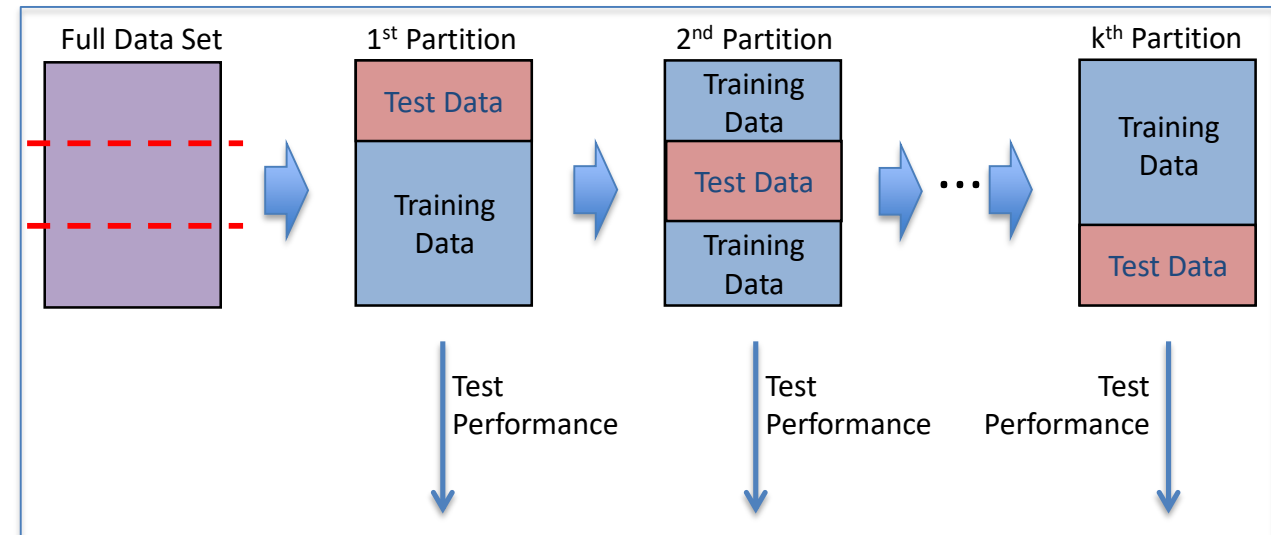 Full Data Set
1st Partition
2nd Partition
kth Partition
Test Data
Training
Data
Training
Data
Test Data
Training
Data
...
Training
Data
Test Data
Test
Performance
Test
Performance
Test
Performance